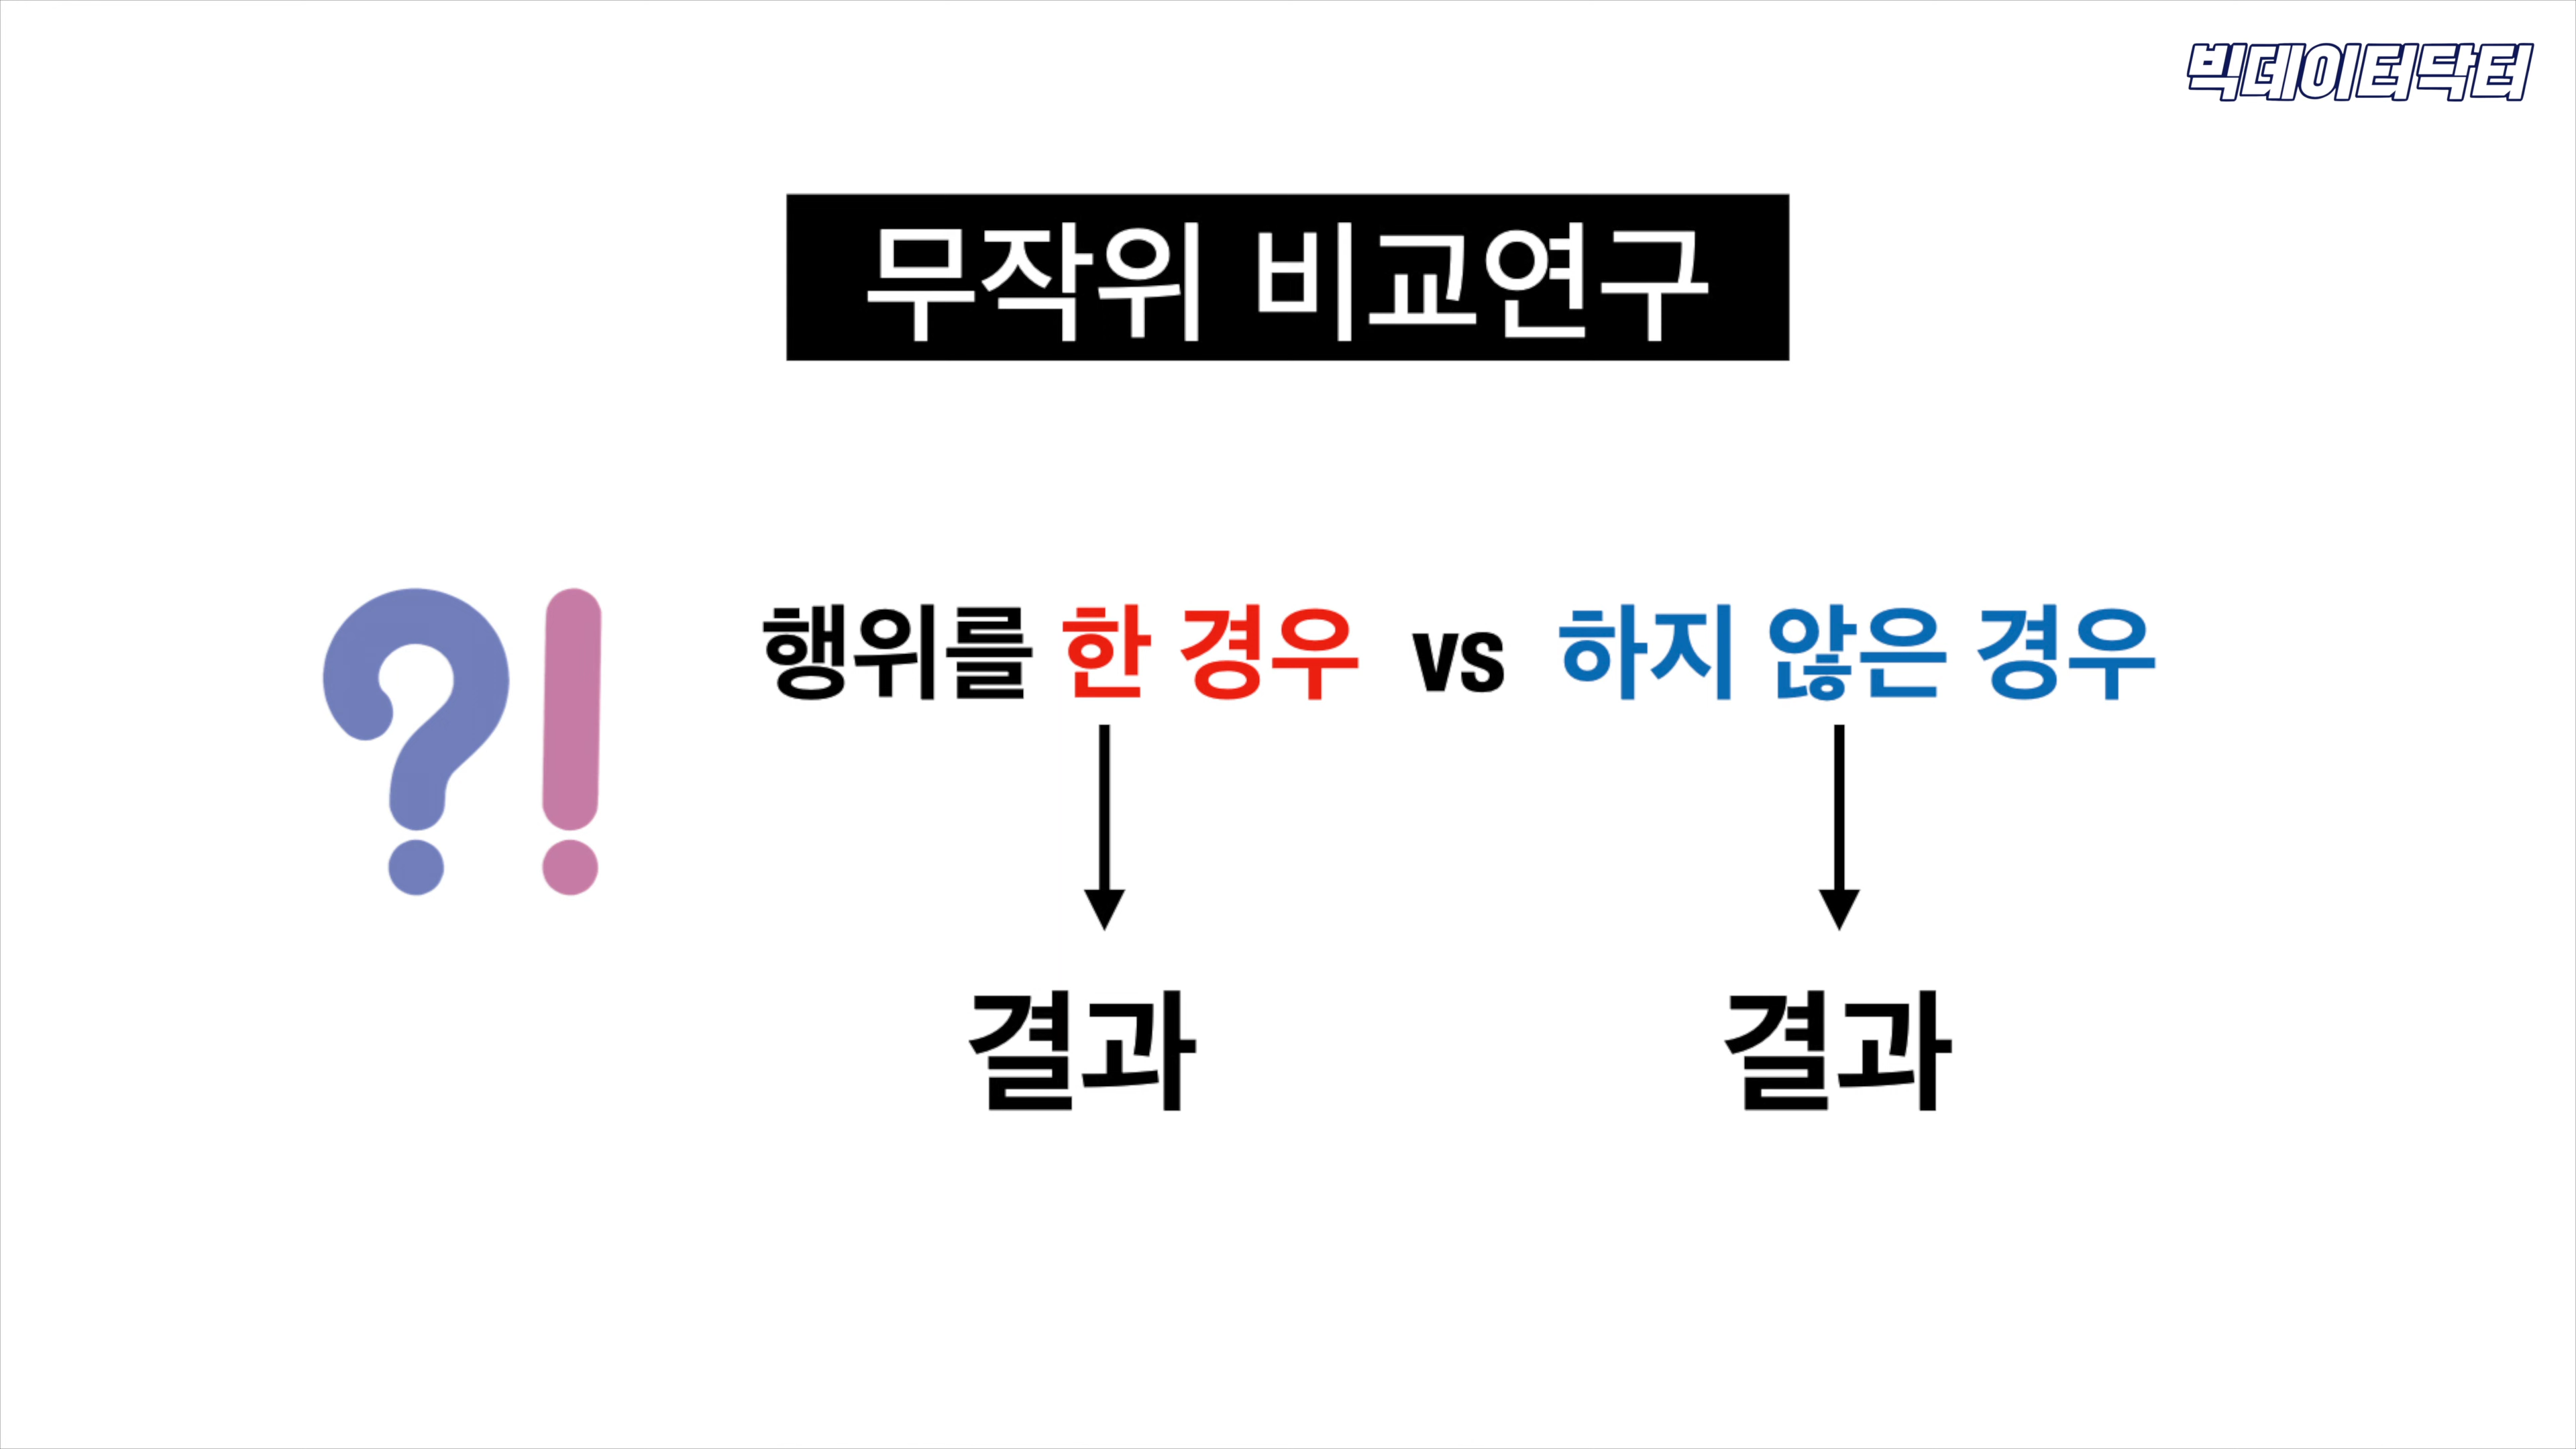 빅데이터닥터
무작위 비교연구
?!
행위를 한 경우 vs 하지 않은 경우
결과 결과